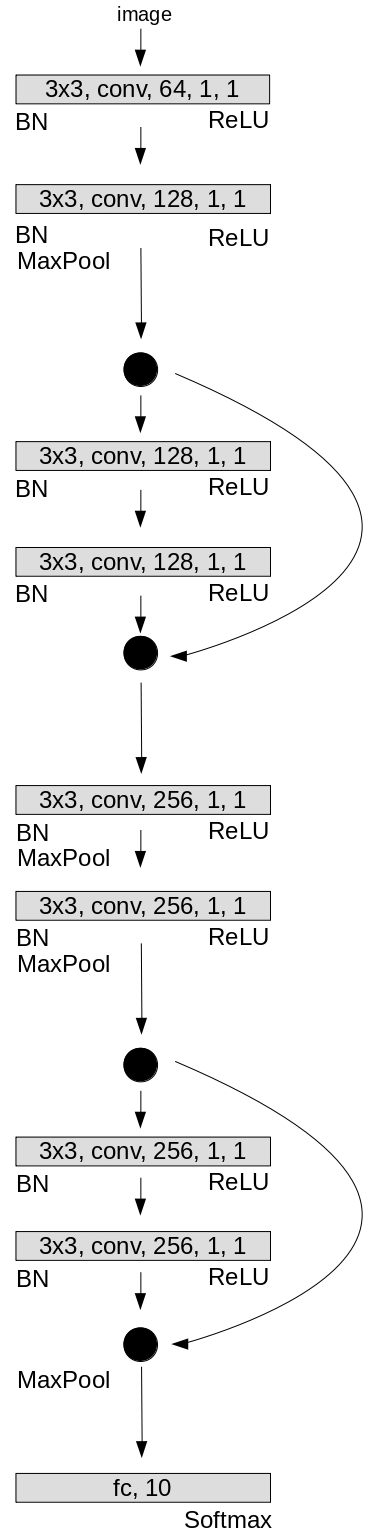 image
3x3, conv, 64, 1, 1
BN ReLU
3x3, conv, 128, 1, 1
BN ReLU
MaxPool
3x3, conv, 128, 1, 1
BN ReLU
3x3, conv, 128, 1, 1
BN ReLU
3x3, conv, 256, 1, 1
BN ReLU
MaxPool
3x3, conv, 256, 1, 1
BN ReLU
MaxPool
3x3, conv, 256, 1, 1
BN ReLU
3x3, conv, 256, 1, 1
BN ReLU
MaxPool
fc, 10
Softmax